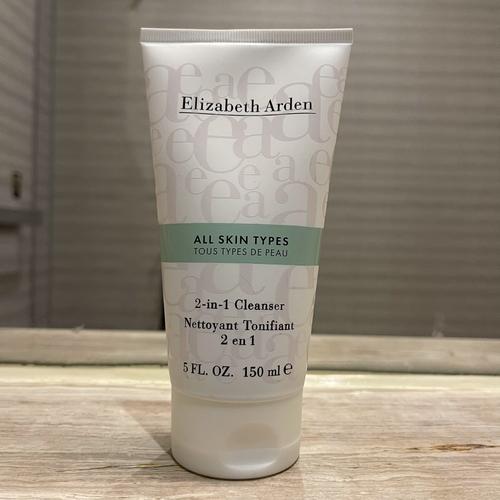 Elizabeth Arden
ALL SKIN TYPES
TOUS TYPES DE PEAU
2-in-1 Cleanser
Nettoyant Tonifiant
2 en 1
5 FL. OZ. 150 ml ℮